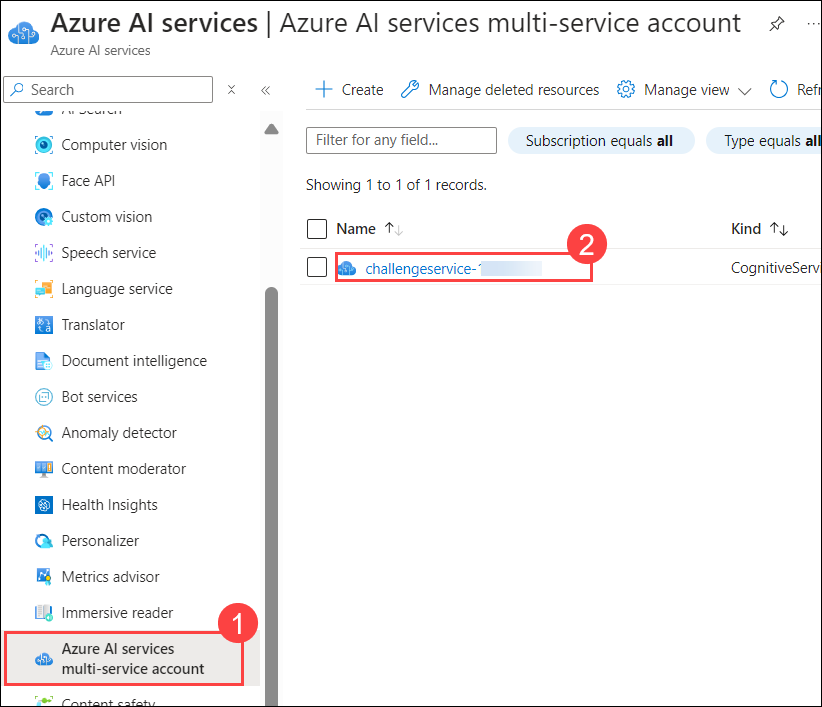 Azure AI services | Azure AI services multi-service account
Azure AI services
Search
Create
Manage deleted resources
Manage view
Refr
Filter for any field...
Subscription equals all
Type equals all
Showing 1 to 1 of 1 records.
Name
Kind
challengeservice-1
CognitiveServi
2
AI Search
Computer vision
Face API
Custom vision
Speech service
Language service
Translator
Document intelligence
Bot services
Anomaly detector
Content moderator
Health Insights
Personalizer
Metrics advisor
Immersive reader
1
Azure AI services
multi-service account
Content safety